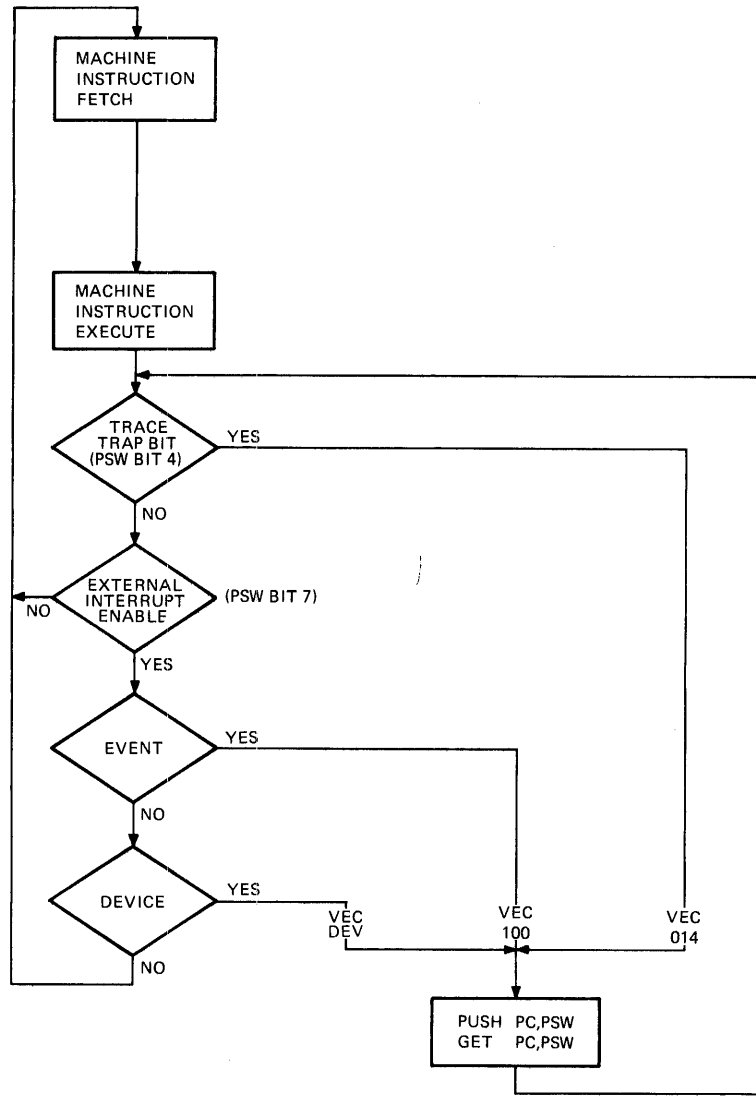 MACHINE
INSTRUCTION
FETCH
MACHINE
INSTRUCTION
EXECUTE
TRACE
TRAP BIT
(PSW BIT 4)
YES
NO
EXTERNAL
INTERRUPT
ENABLE
(PSW BIT 7)
NO
YES
EVENT
YES
NO
DEVICE
YES
NO
VEC
DEV
VEC
100
VEC
014
PUSH PC,PSW
GET PC,PSW